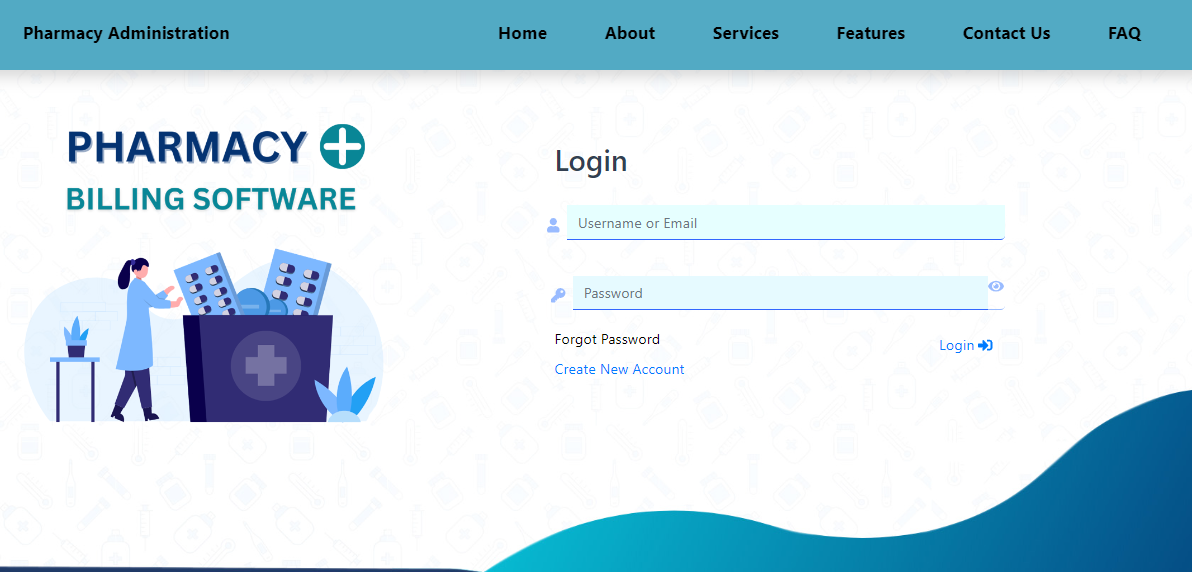 Pharmacy Administration Home About Services Features Contact Us FAQ
PHARMACY
BILLING SOFTWARE
Login
Username or Email
Password
Forgot Password
Login
Create New Account